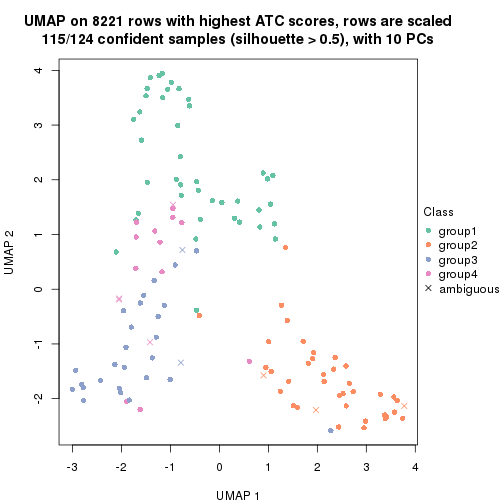 UMAP on 8221 rows with highest ATC scores, rows are scaled
115/124 confident samples (silhouette > 0.5), with 10 PCs
4
3
2
1
0
-1
-2
UMAP 2
-3
-2
-1
0
1
2
3
4
UMAP 1
Class
group1
group2
group3
group4
ambiguous